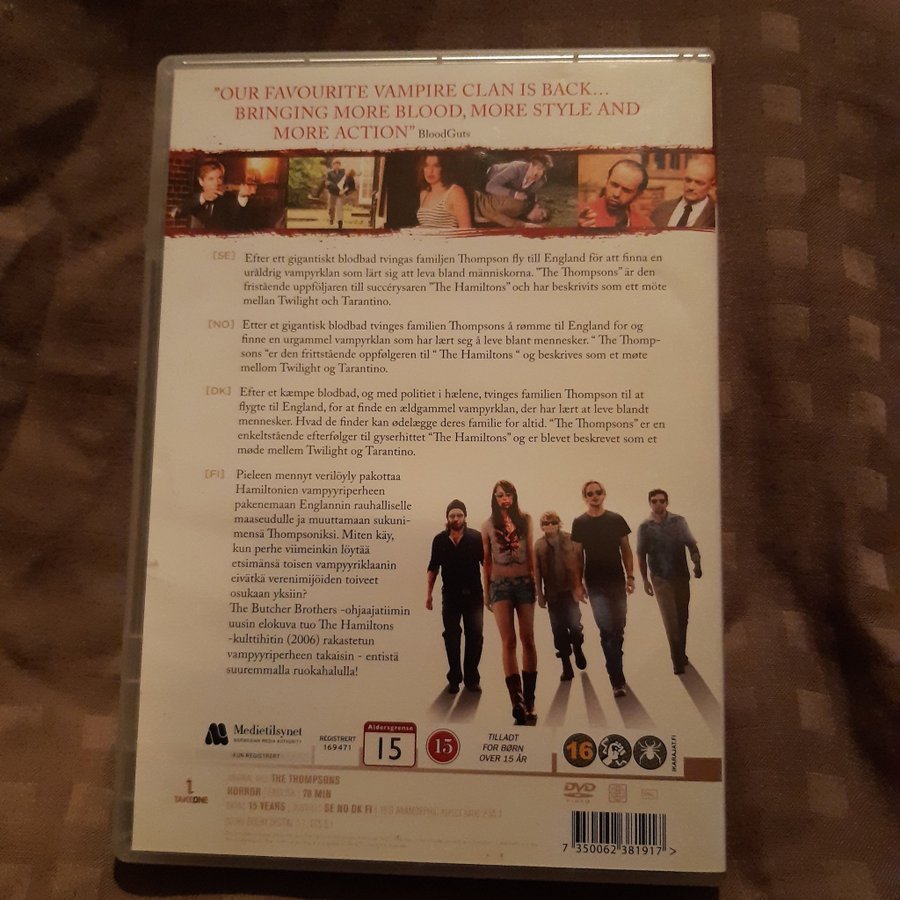 "OUR FAVOURITE VAMPIRE CLAN IS BACK...
BRINGING MORE BLOOD, MORE STYLE AND
MORE ACTION" BloodGuts
[SE] Efter ett gigantiskt blodbad tvingas familjen Thompson fly till England för att finna en
uråldrig vampyrklan som lärt sig att leva bland människorna. "The Thompsons" är den
fristående uppföljaren till succérysaren "The Hamiltons" och har beskrivits som ett möte
mellan Twilight och Tarantino.
[NO] Etter et gigantisk blodbad tvinges familien Thompsons å rømme til England for og
finne en urgammel vampyrklan som har lært seg å leve blant mennesker. " The Thomp-
sons "er den frittstående oppfølgeren til " The Hamiltons " og beskrives som et møte
mellom Twilight og Tarantino.
[DK] Efter et kæmpe blodbad, og med politiet i hælene, tvinges familien Thompson til at
flygte til England, for at finde en ældgammel vampyrklan, der har lært at leve blandt
mennesker. Hvad de finder kan ødelægge deres familie for altid. "The Thompsons" er en
enkeltstående efterfølger til gyserhittet "The Hamiltons" og er blevet beskrevet som et
møde mellem Twilight og Tarantino.
[FI] Pieleen mennyt verilöyly pakottaa
Hamiltonien vampyyriperheen
pakenemaan Englannin rauhalliselle
maaseudulle ja muuttamaan sukuni-
mensä Thompsoniksi. Miten käy,
kun perhe viimeinkin löytää
etsimänsä toisen vampyyriklaanin
eivätkä verenimijöiden toiveet
osukaan yksiin?
The Butcher Brothers -ohjaajatiimin
uusin elokuva tuo The Hamiltons
-kulttihitin (2006) rakastetun
vampyyriperheen takaisin - entistä
suuremmalla ruokahalulla!
Medietilsynet
NORWEGIAN MEDIA AUTHORITY
KUN REGISTRERT
REGISTRERT
169471
Aldersgrense
15
15
TILLADT
FOR BØRN
OVER 15 ÅR
16
IKARAJAT.FI
TAKEONE
THE THOMPSONS
HORROR ENGLISH 78 MIN
15 YEARS SE NO DK FI
DVD
VIDEO
7 350062 381917 >